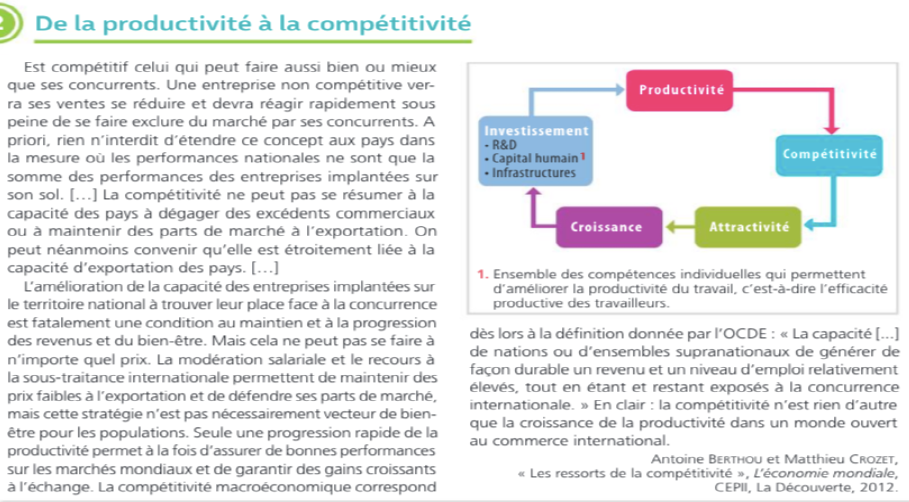 2 De la productivité à la compétitivité
Est compétitif celui qui peut faire aussi bien ou mieux
que ses concurrents. Une entreprise non compétitive ver-
ra ses ventes se réduire et devra réagir rapidement sous
peine de se faire exclure du marché par ses concurrents. A
priori, rien n’interdit d’étendre ce concept aux pays dans
la mesure où les performances nationales ne sont que la
somme des performances des entreprises implantées sur
son sol. […] La compétitivité ne peut pas se résumer à la
capacité des pays à dégager des excédents commerciaux
ou à maintenir des parts de marché à l’exportation. On
peut néanmoins convenir qu’elle est étroitement liée à la
capacité d’exportation des pays. […]
L’amélioration de la capacité des entreprises implantées sur
le territoire national à trouver leur place face à la concurrence
est fatalement une condition au maintien et à la progression
des revenus et du bien-être. Mais cela ne peut pas se faire à
n’importe quel prix. La modération salariale et le recours à
la sous-traitance internationale permettent de maintenir des
prix faibles à l’exportation et de défendre ses parts de marché,
mais cette stratégie n’est pas nécessairement vecteur de bien-
être pour les populations. Seule une progression rapide de la
productivité permet à la fois d’assurer de bonnes performances
sur les marchés mondiaux et de garantir des gains croissants
à l’échange. La compétitivité macroéconomique correspond
Productivité
Investissement
- R&D
• Capital humain1
• Infrastructures
Compétitivité
Croissance
Attractivité
1. Ensemble des compétences individuelles qui permettent
d’améliorer la productivité du travail, c’est-à-dire l’efficacité
productive des travailleurs.
dès lors à la définition donnée par l’OCDE : « La capacité […]
de nations ou d’ensembles supranationaux de générer de
façon durable un revenu et un niveau d’emploi relativement
élevés, tout en étant et restant exposés à la concurrence
internationale. » En clair : la compétitivité n’est rien d’autre
que la croissance de la productivité dans un monde ouvert
au commerce international.
Antoine BERTHOU et Matthieu CROZET,
« Les ressorts de la compétitivité », L’économie mondiale,
CEPII, La Découverte, 2012.